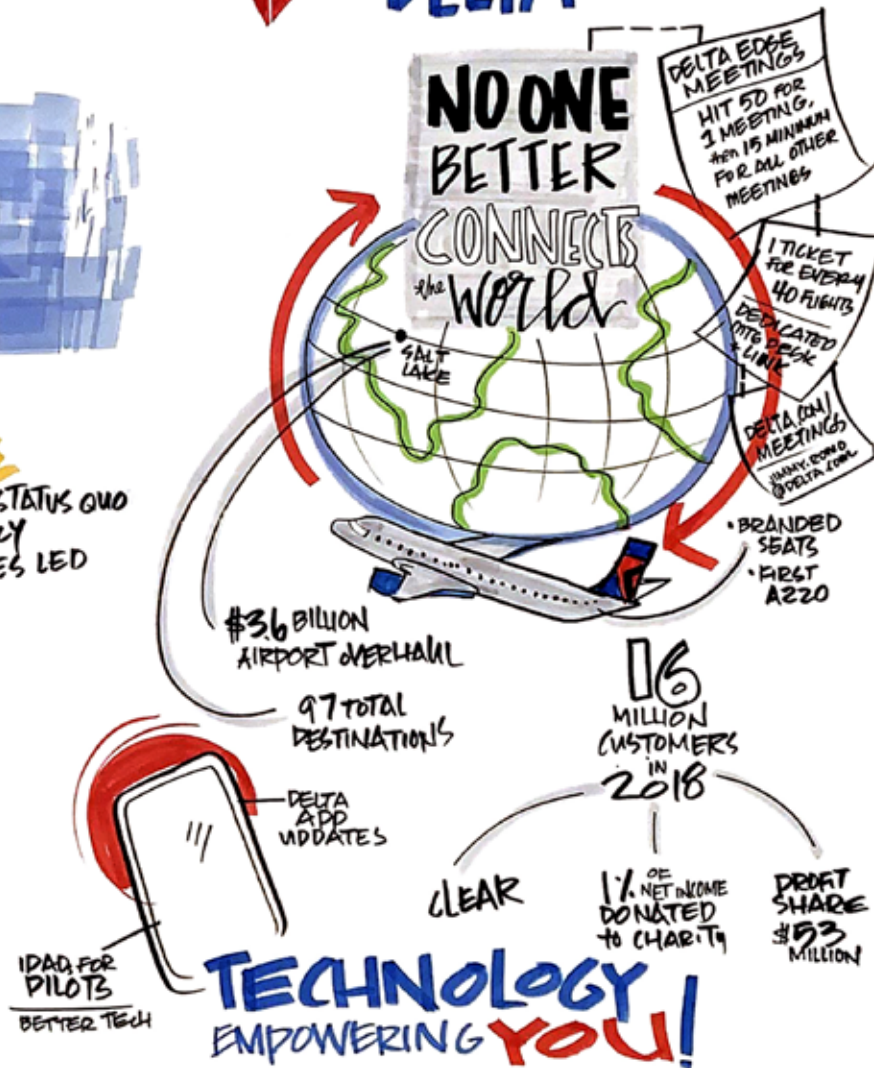 DELTA
NO ONE
BETTER
CONNECTS
the World
DELTA EDGE
MEETINGS
HIT 50 FOR
1 MEETING,
then 15 MINIMUM
FOR ALL OTHER
MEETINGS
1 TICKET
FOR EVERY
40 FLIGHTS
DEDICATED
MTG DESK
+ LINK
DELTA.COM/
MEETINGS
@DELTA.COM
SALT
LAKE
STATUS QUO
LED
• BRANDED
SEATS
• FIRST
A220
$3.6 BILLION
AIRPORT OVERHAUL
97 TOTAL
DESTINATIONS
16
MILLION
CUSTOMERS
IN
2018
CLEAR
1% OF
NET INCOME
DONATED
to CHARITY
PROFIT
SHARE
$53
MILLION
DELTA
APP
UPDATES
IPAD FOR
PILOTS
BETTER TECH
TECHNOLOGY
EMPOWERING YOU!